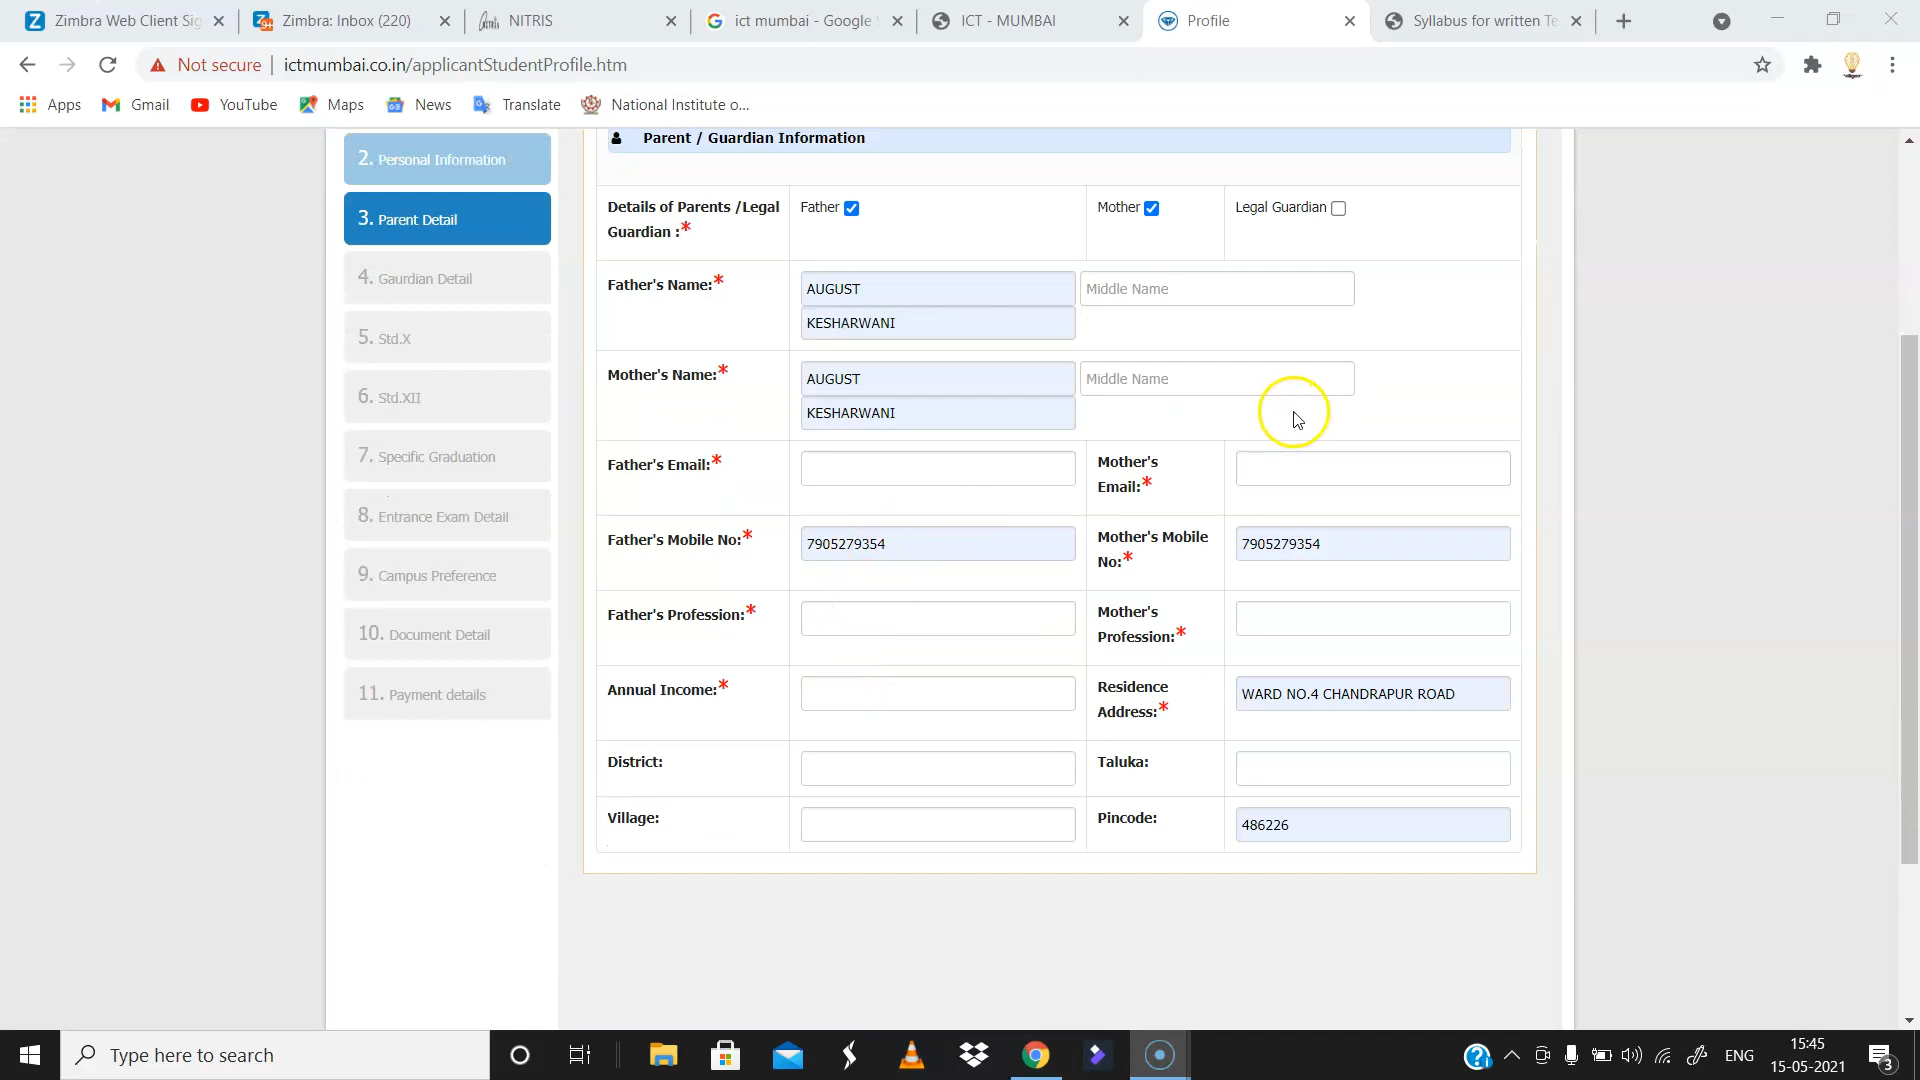 Zimbra Web Client Sig
Zimbra: Inbox (220)
NITRIS
ict mumbai - Google S
ICT - MUMBAI
Profile
Syllabus for written Te
Not secure
ictmumbai.co.in/applicantStudentProfile.htm
Apps
Gmail
YouTube
Maps
News
Translate
National Institute o...
2. Personal Information
3. Parent Detail
4. Gaurdian Detail
5. Std.X
6. Std.XII
7. Specific Graduation
8. Entrance Exam Detail
9. Campus Preference
10. Document Detail
11. Payment details
Parent / Guardian Information
Details of Parents /Legal
Guardian :*
Father
Mother
Legal Guardian
Father's Name:*
AUGUST
Middle Name
KESHARWANI
Mother's Name:*
AUGUST
Middle Name
KESHARWANI
Father's Email:*
Mother's
Email:*
Father's Mobile No:*
7905279354
Mother's Mobile
No:*
7905279354
Father's Profession:*
Mother's
Profession:*
Annual Income:*
Residence
Address:*
WARD NO.4 CHANDRAPUR ROAD
District:
Taluka:
Village:
Pincode:
486226
Type here to search
ENG
15:45
15-05-2021
3